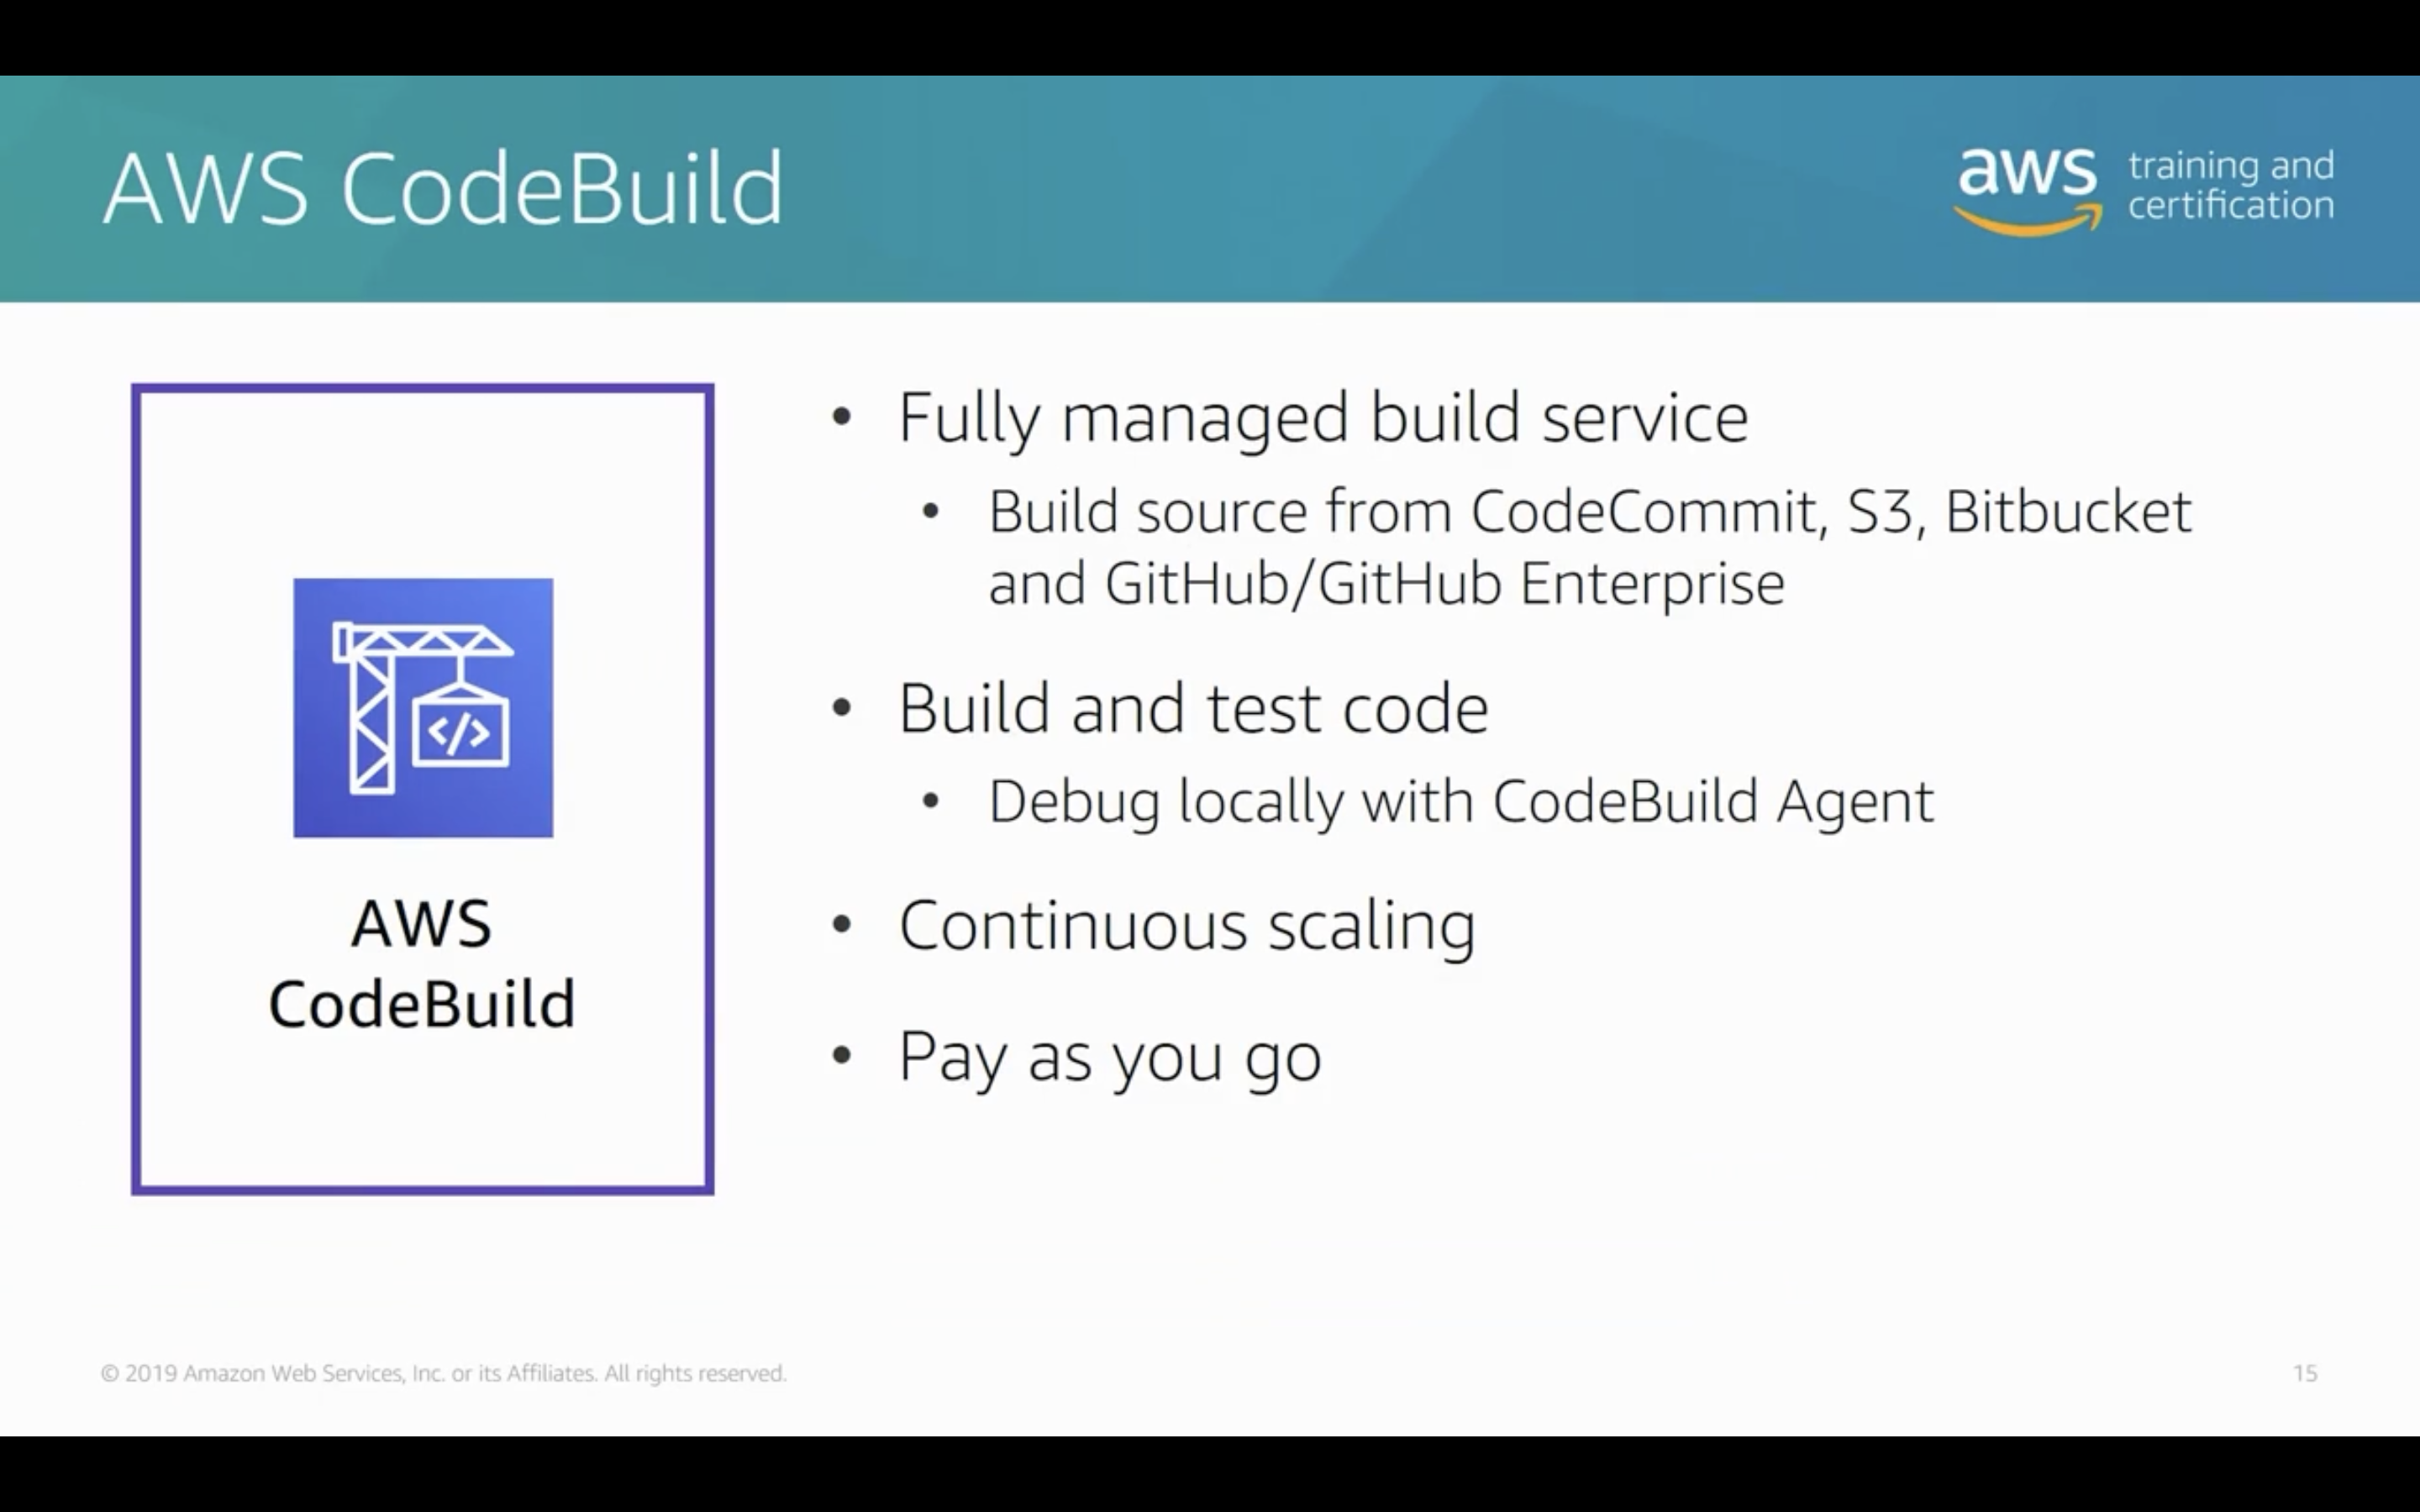 AWS CodeBuild
aws training and
certification
</>
AWS
CodeBuild
• Fully managed build service
• Build source from CodeCommit, S3, Bitbucket
and GitHub/GitHub Enterprise
• Build and test code
• Debug locally with CodeBuild Agent
• Continuous scaling
• Pay as you go
© 2019 Amazon Web Services, Inc. or its Affiliates. All rights reserved.
15